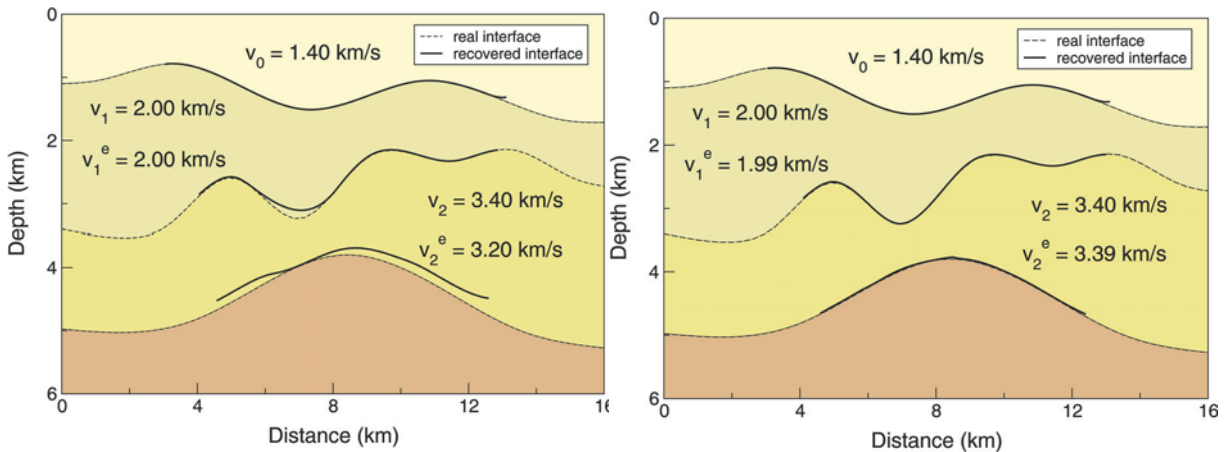 0
2
4
6
Depth (km)
real interface
recovered interface
v0 = 1.40 km/s
v1 = 2.00 km/s
v1e = 2.00 km/s
v2 = 3.40 km/s
v2e = 3.20 km/s
0 4 8 12 16
Distance (km)
0
2
4
6
Depth (km)
real interface
recovered interface
v0 = 1.40 km/s
v1 = 2.00 km/s
v1e = 1.99 km/s
v2 = 3.40 km/s
v2e = 3.39 km/s
0 4 8 12 16
Distance (km)